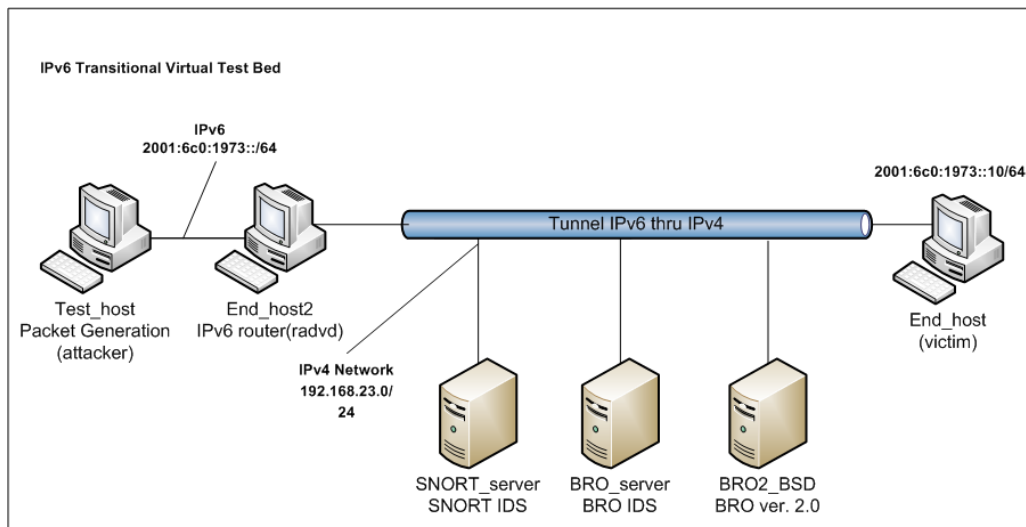 IPv6 Transitional Virtual Test Bed
IPv6
2001:6c0:1973::/64
2001:6c0:1973::10/64
Tunnel IPv6 thru IPv4
Test_host
Packet Generation
(attacker)
End_host2
IPv6 router(radvd)
End_host
(victim)
IPv4 Network
192.168.23.0/
24
SNORT_server
SNORT IDS
BRO_server
BRO IDS
BRO2_BSD
BRO ver. 2.0